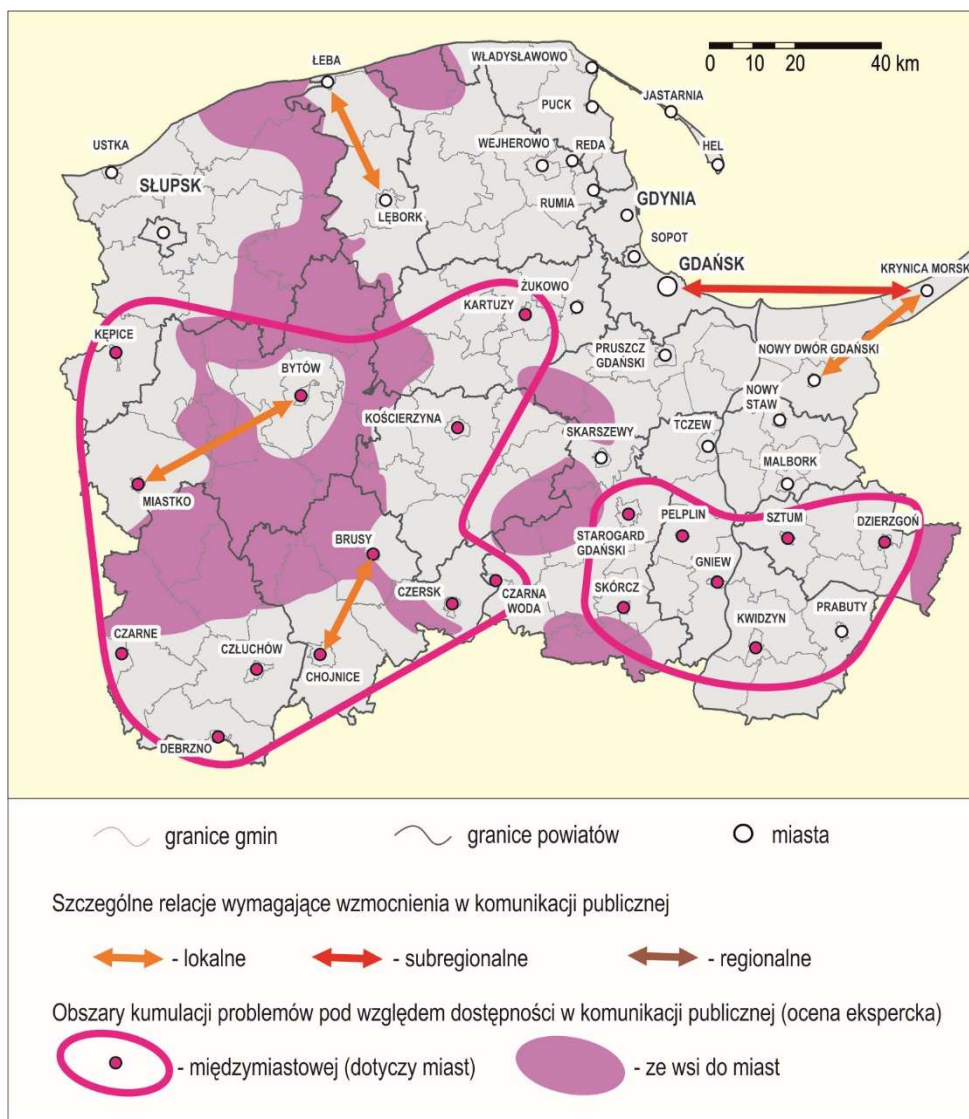 ŁEBA
WŁADYSŁAWOWO
0 10 20 40 km
PUCK
JASTARNIA
USTKA
WEJHEROWO
REDA
HEL
SŁUPSK
LĘBORK
RUMIA
GDYNIA
SOPOT
GDAŃSK
KRYNICA MORSK
ŻUKOWO
KARTUZY
KĘPICE
PRUSZCZ
GDAŃSKI
NOWY DWÓR GDAŃSKI
BYTÓW
NOWY
STAW
KOŚCIERZYNA
SKARSZEWY
TCZEW
MALBORK
MIASTKO
PELPLIN
SZTUM
DZIERZGOŃ
BRUSY
STAROGARD
GDAŃSKI
GNIEW
CZERSK
CZARNA
WODA
SKÓRCZ
PRABUTY
KWIDZYN
CZARNE
CZŁUCHÓW
CHOJNICE
DEBRZNO
granice gmin granice powiatów miasta
Szczególne relacje wymagające wzmocnienia w komunikacji publicznej
- lokalne - subregionalne - regionalne
Obszary kumulacji problemów pod względem dostępności w komunikacji publicznej (ocena ekspercka)
- międzymiastowej (dotyczy miast) - ze wsi do miast